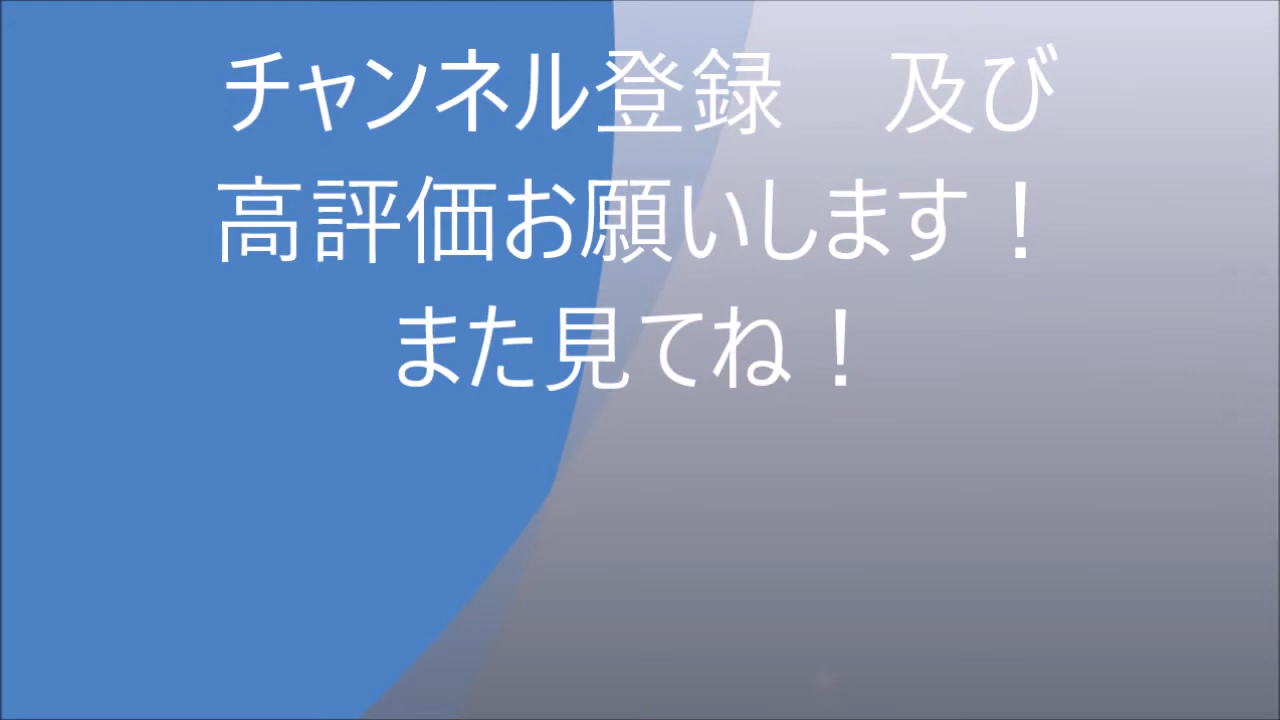 チャンネル登録　及び
高評価お願いします！
また見てね！